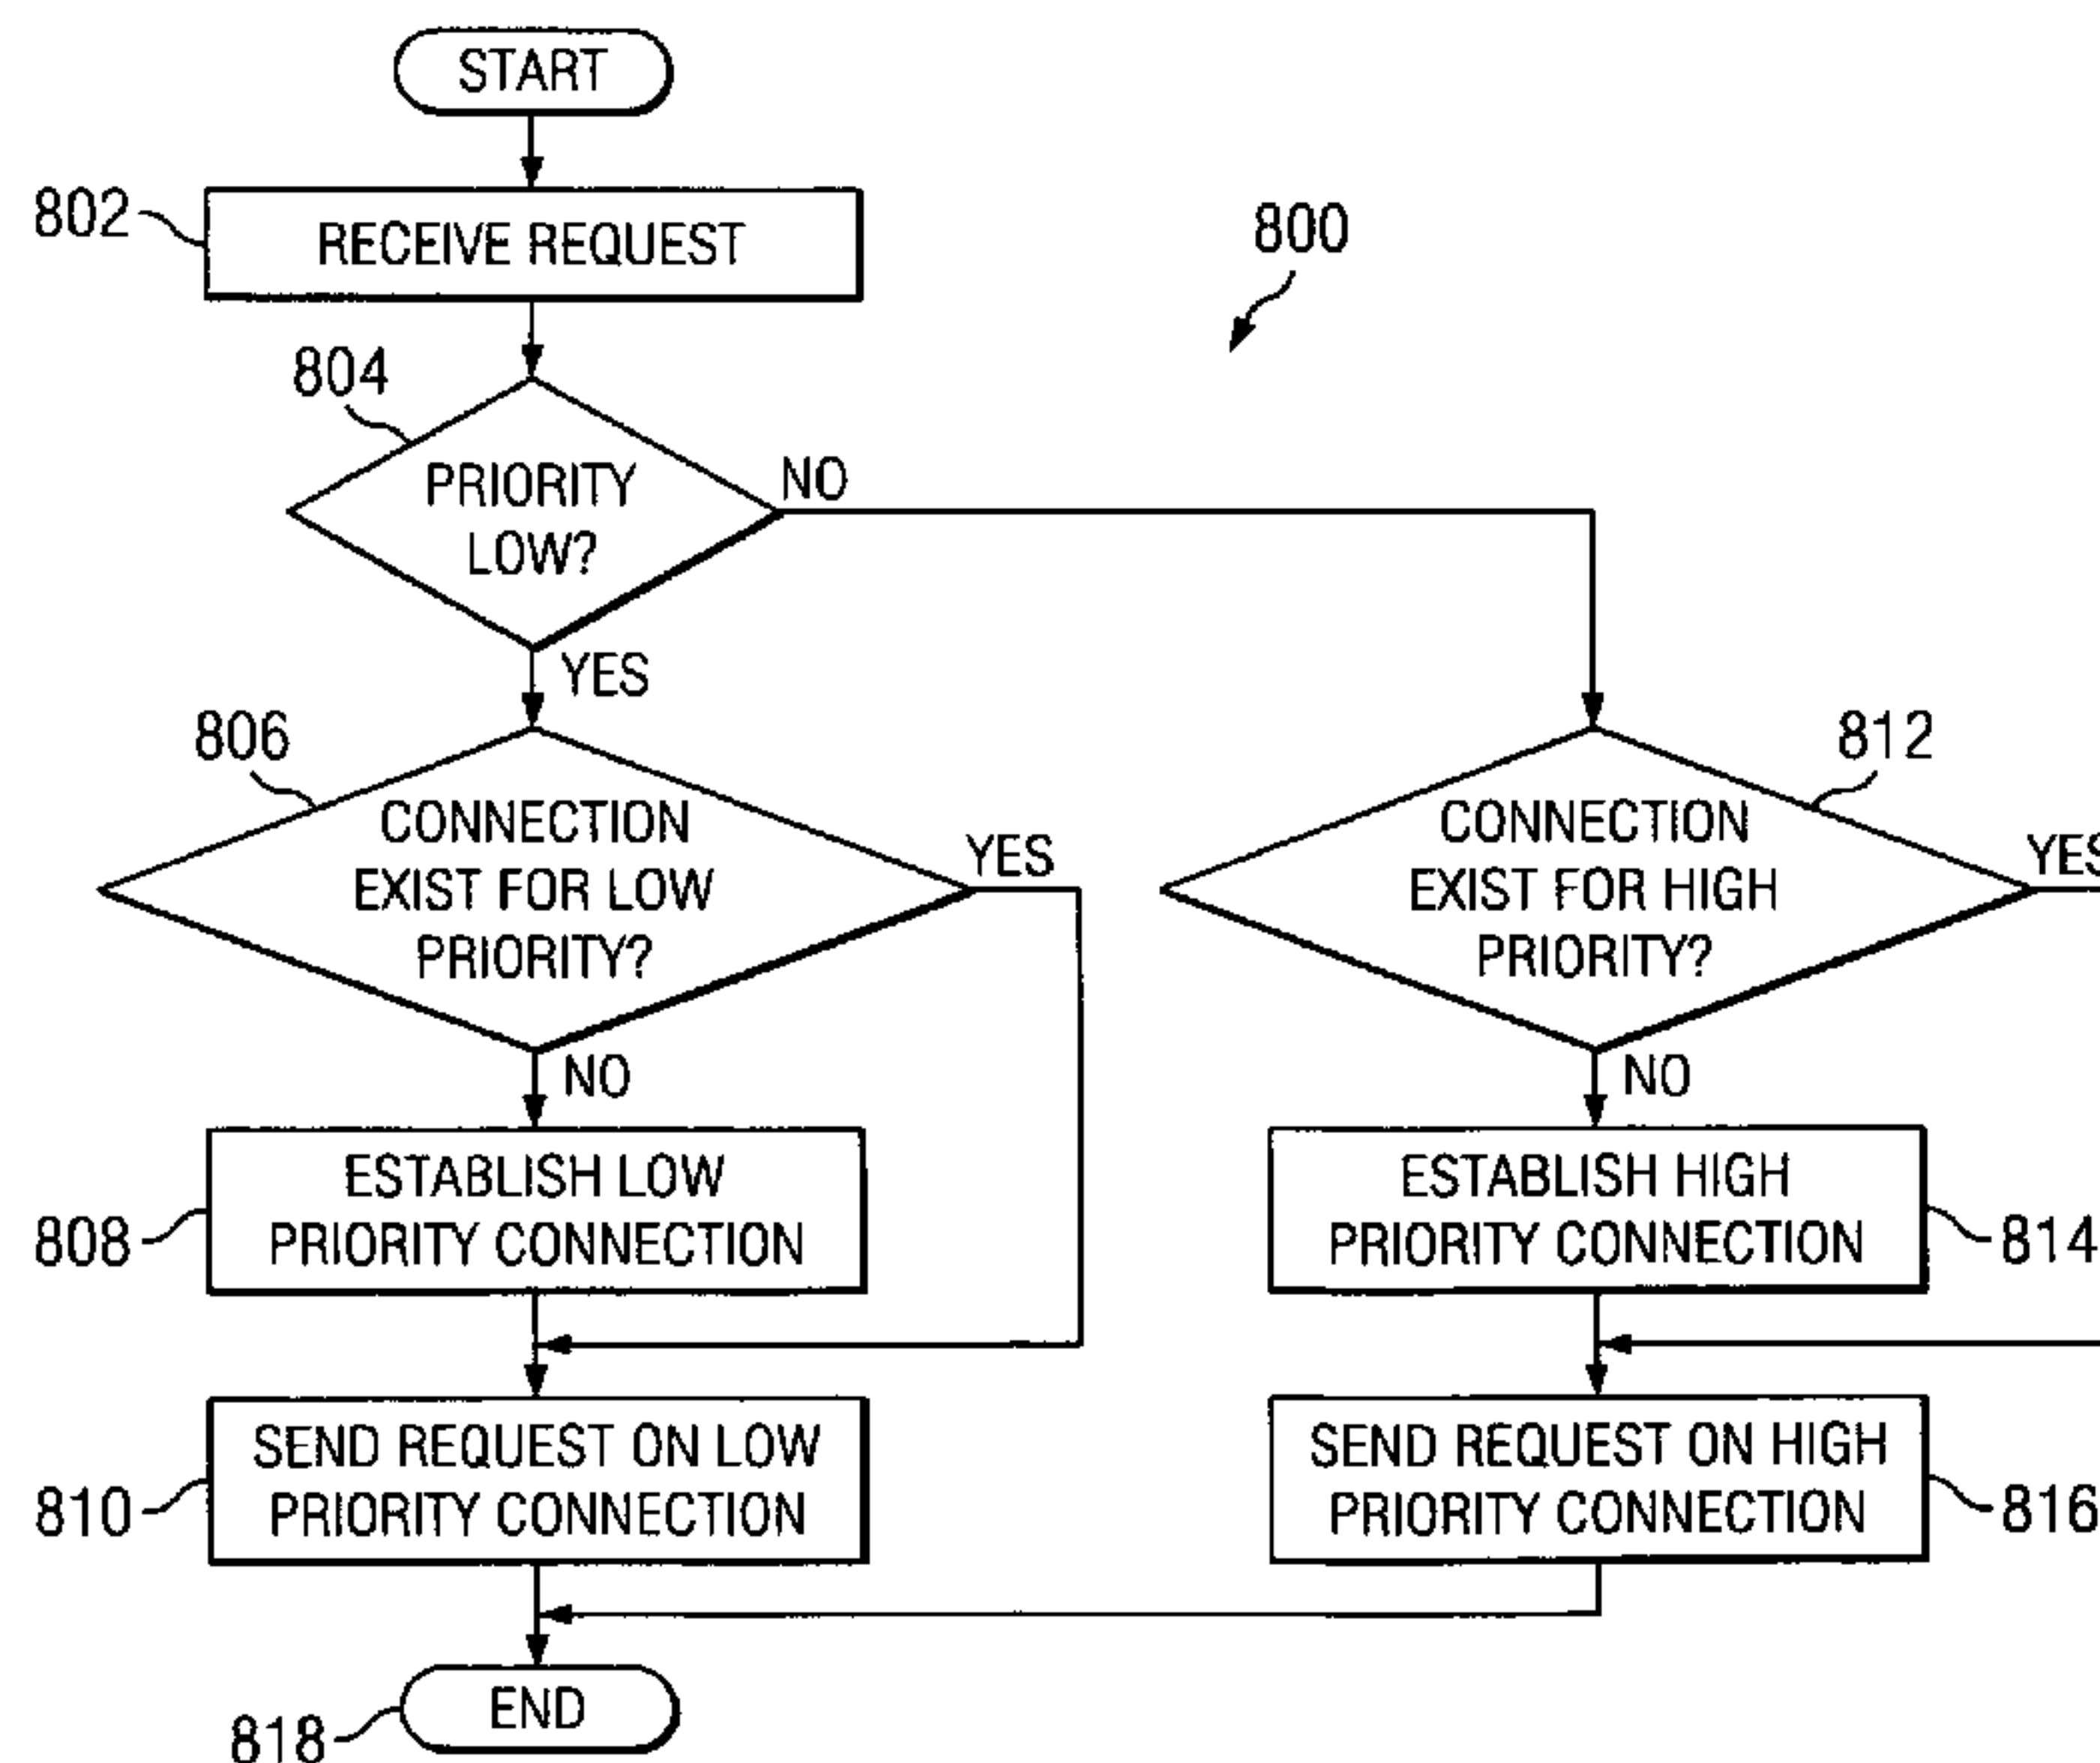 START
802
RECEIVE REQUEST
800
804
PRIORITY
LOW?
NO
YES
806
CONNECTION
EXIST FOR LOW
PRIORITY?
YES
812
CONNECTION
EXIST FOR HIGH
PRIORITY?
YES
NO
NO
808
ESTABLISH LOW
PRIORITY CONNECTION
ESTABLISH HIGH
PRIORITY CONNECTION
814
810
SEND REQUEST ON LOW
PRIORITY CONNECTION
SEND REQUEST ON HIGH
PRIORITY CONNECTION
816
END
818